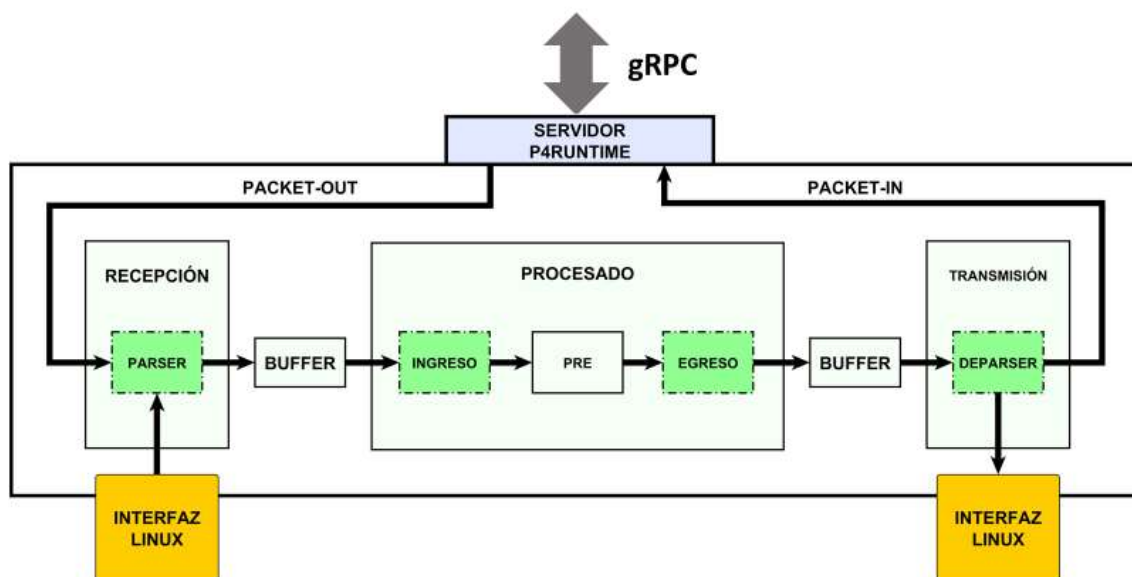 gRPC
SERVIDOR
P4RUNTIME
PACKET-OUT
PACKET-IN
RECEPCIÓN
PROCESADO
TRANSMISIÓN
PARSER
BUFFER
INGRESO
PRE
EGRESO
BUFFER
DEPARSER
INTERFAZ
LINUX
INTERFAZ
LINUX